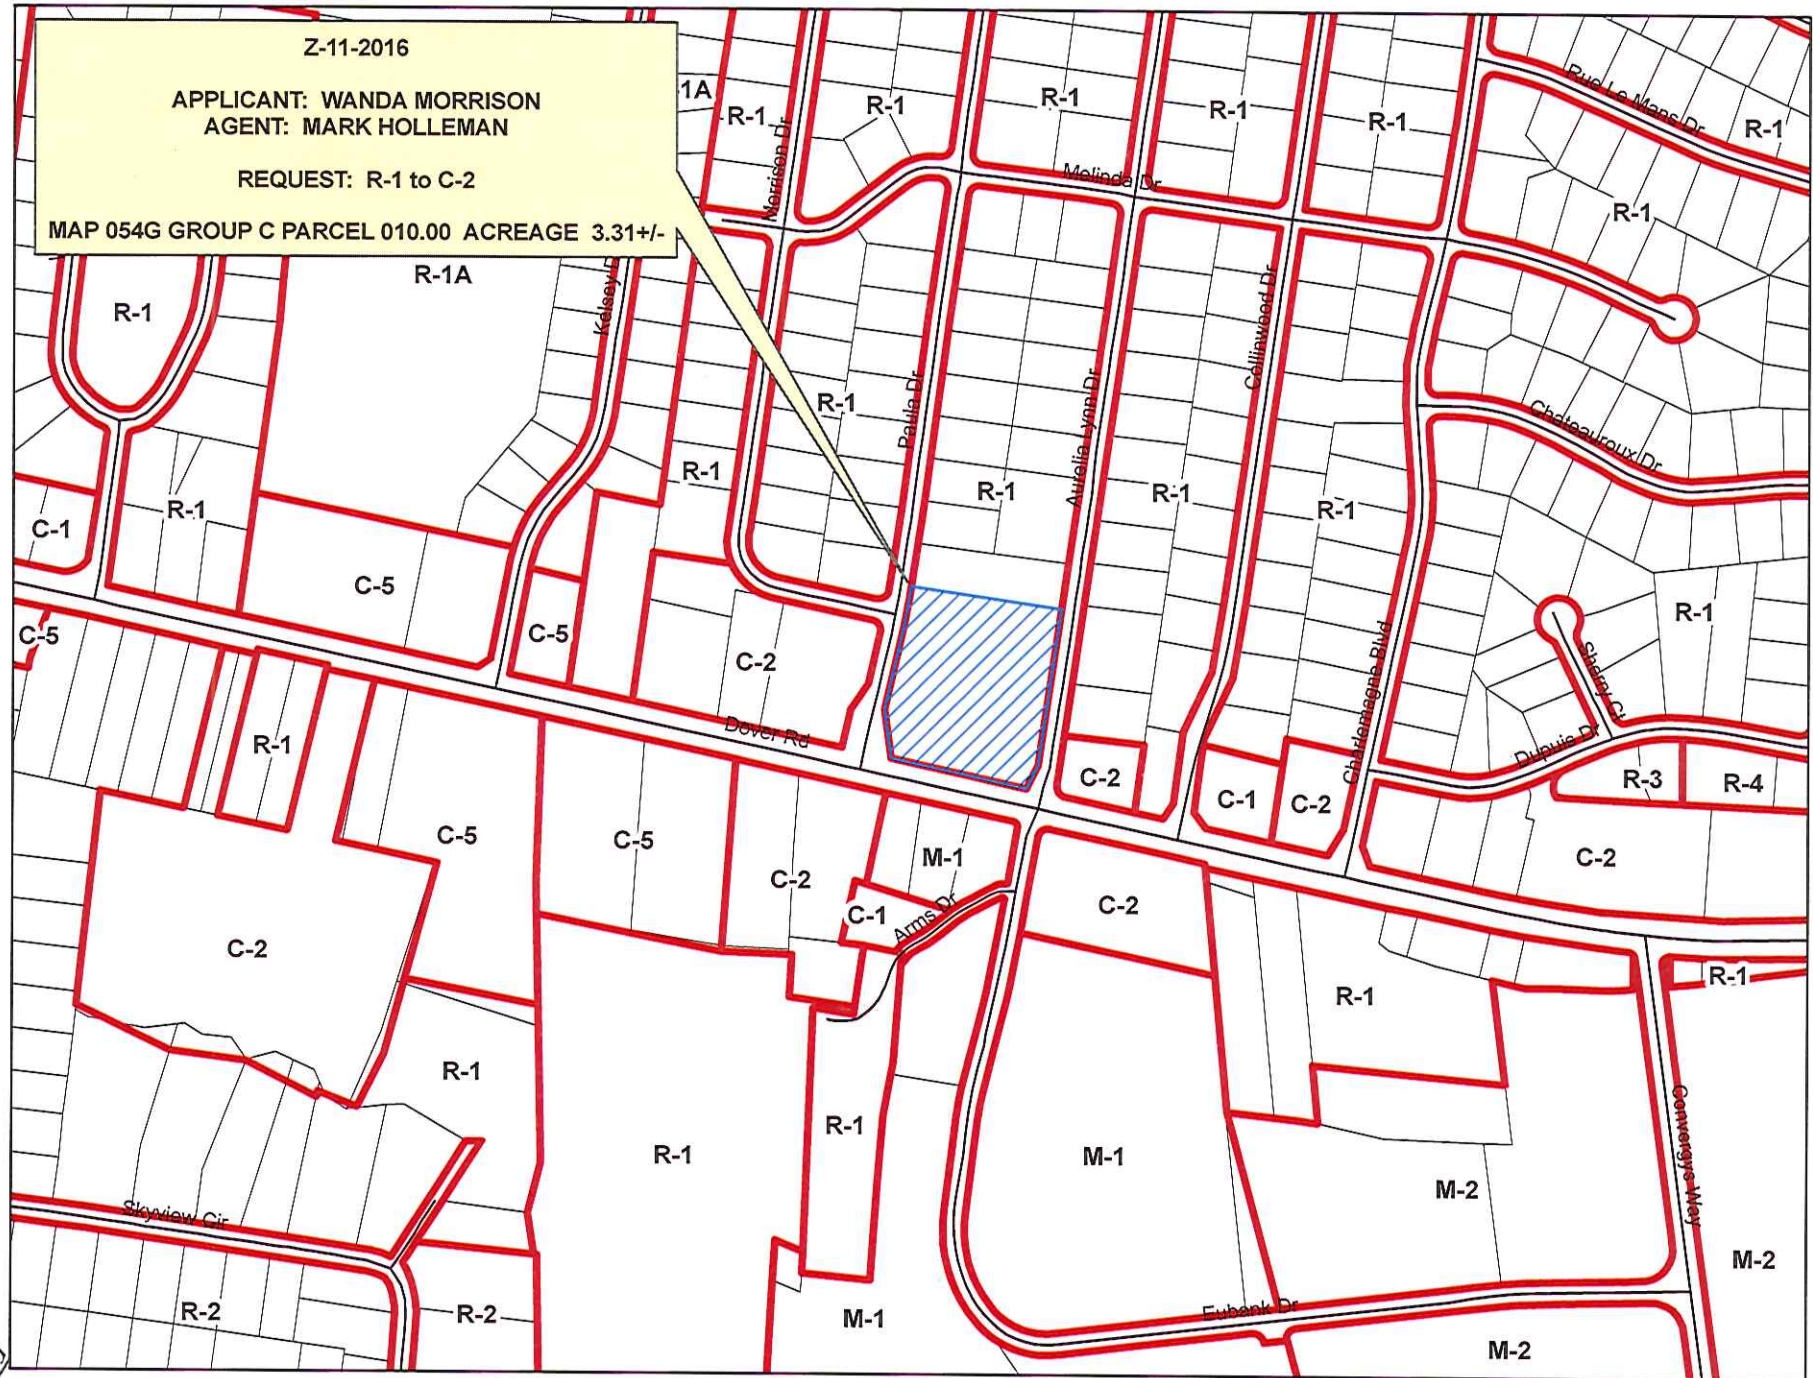 Z-11-2016
APPLICANT: WANDA MORRISON
AGENT: MARK HOLLEMAN
REQUEST: R-1 to C-2
MAP 054G GROUP C PARCEL 010.00 ACREAGE 3.31+/-
1A
R-1
R-1
R-1
R-1
R-1
Rue Le Mans Dr
R-1
Morrison Dr
Melinda Dr
R-1
R-1A
R-1
Kelsey
Collinwood Dr
Paula Dr
Aurelia Lynn Dr
R-1
Chateauroux Dr
R-1
R-1
R-1
R-1
R-1
C-1
C-5
C-5
C-5
C-2
R-1
Charlemagne Blvd
Sherry Ct
Dupuis Dr
Dover Rd
R-1
C-2
C-1
C-2
R-3
R-4
C-5
C-5
C-2
M-1
C-2
C-1
Arms Dr
C-2
C-2
R-1
R-1
R-1
R-1
R-1
M-1
M-2
Convergys Way
M-2
Skyview Cir
R-2
R-2
M-1
Eubank Dr
M-2